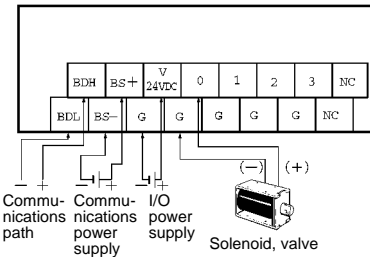 BDH BS+ V 24VDC 0 1 2 3 NC
BDL BS− G G G G G NC
− + − + − + (−) (+)
Commu-
nications
path
Commu-
nications
power
supply
I/O
power
supply
Solenoid, valve